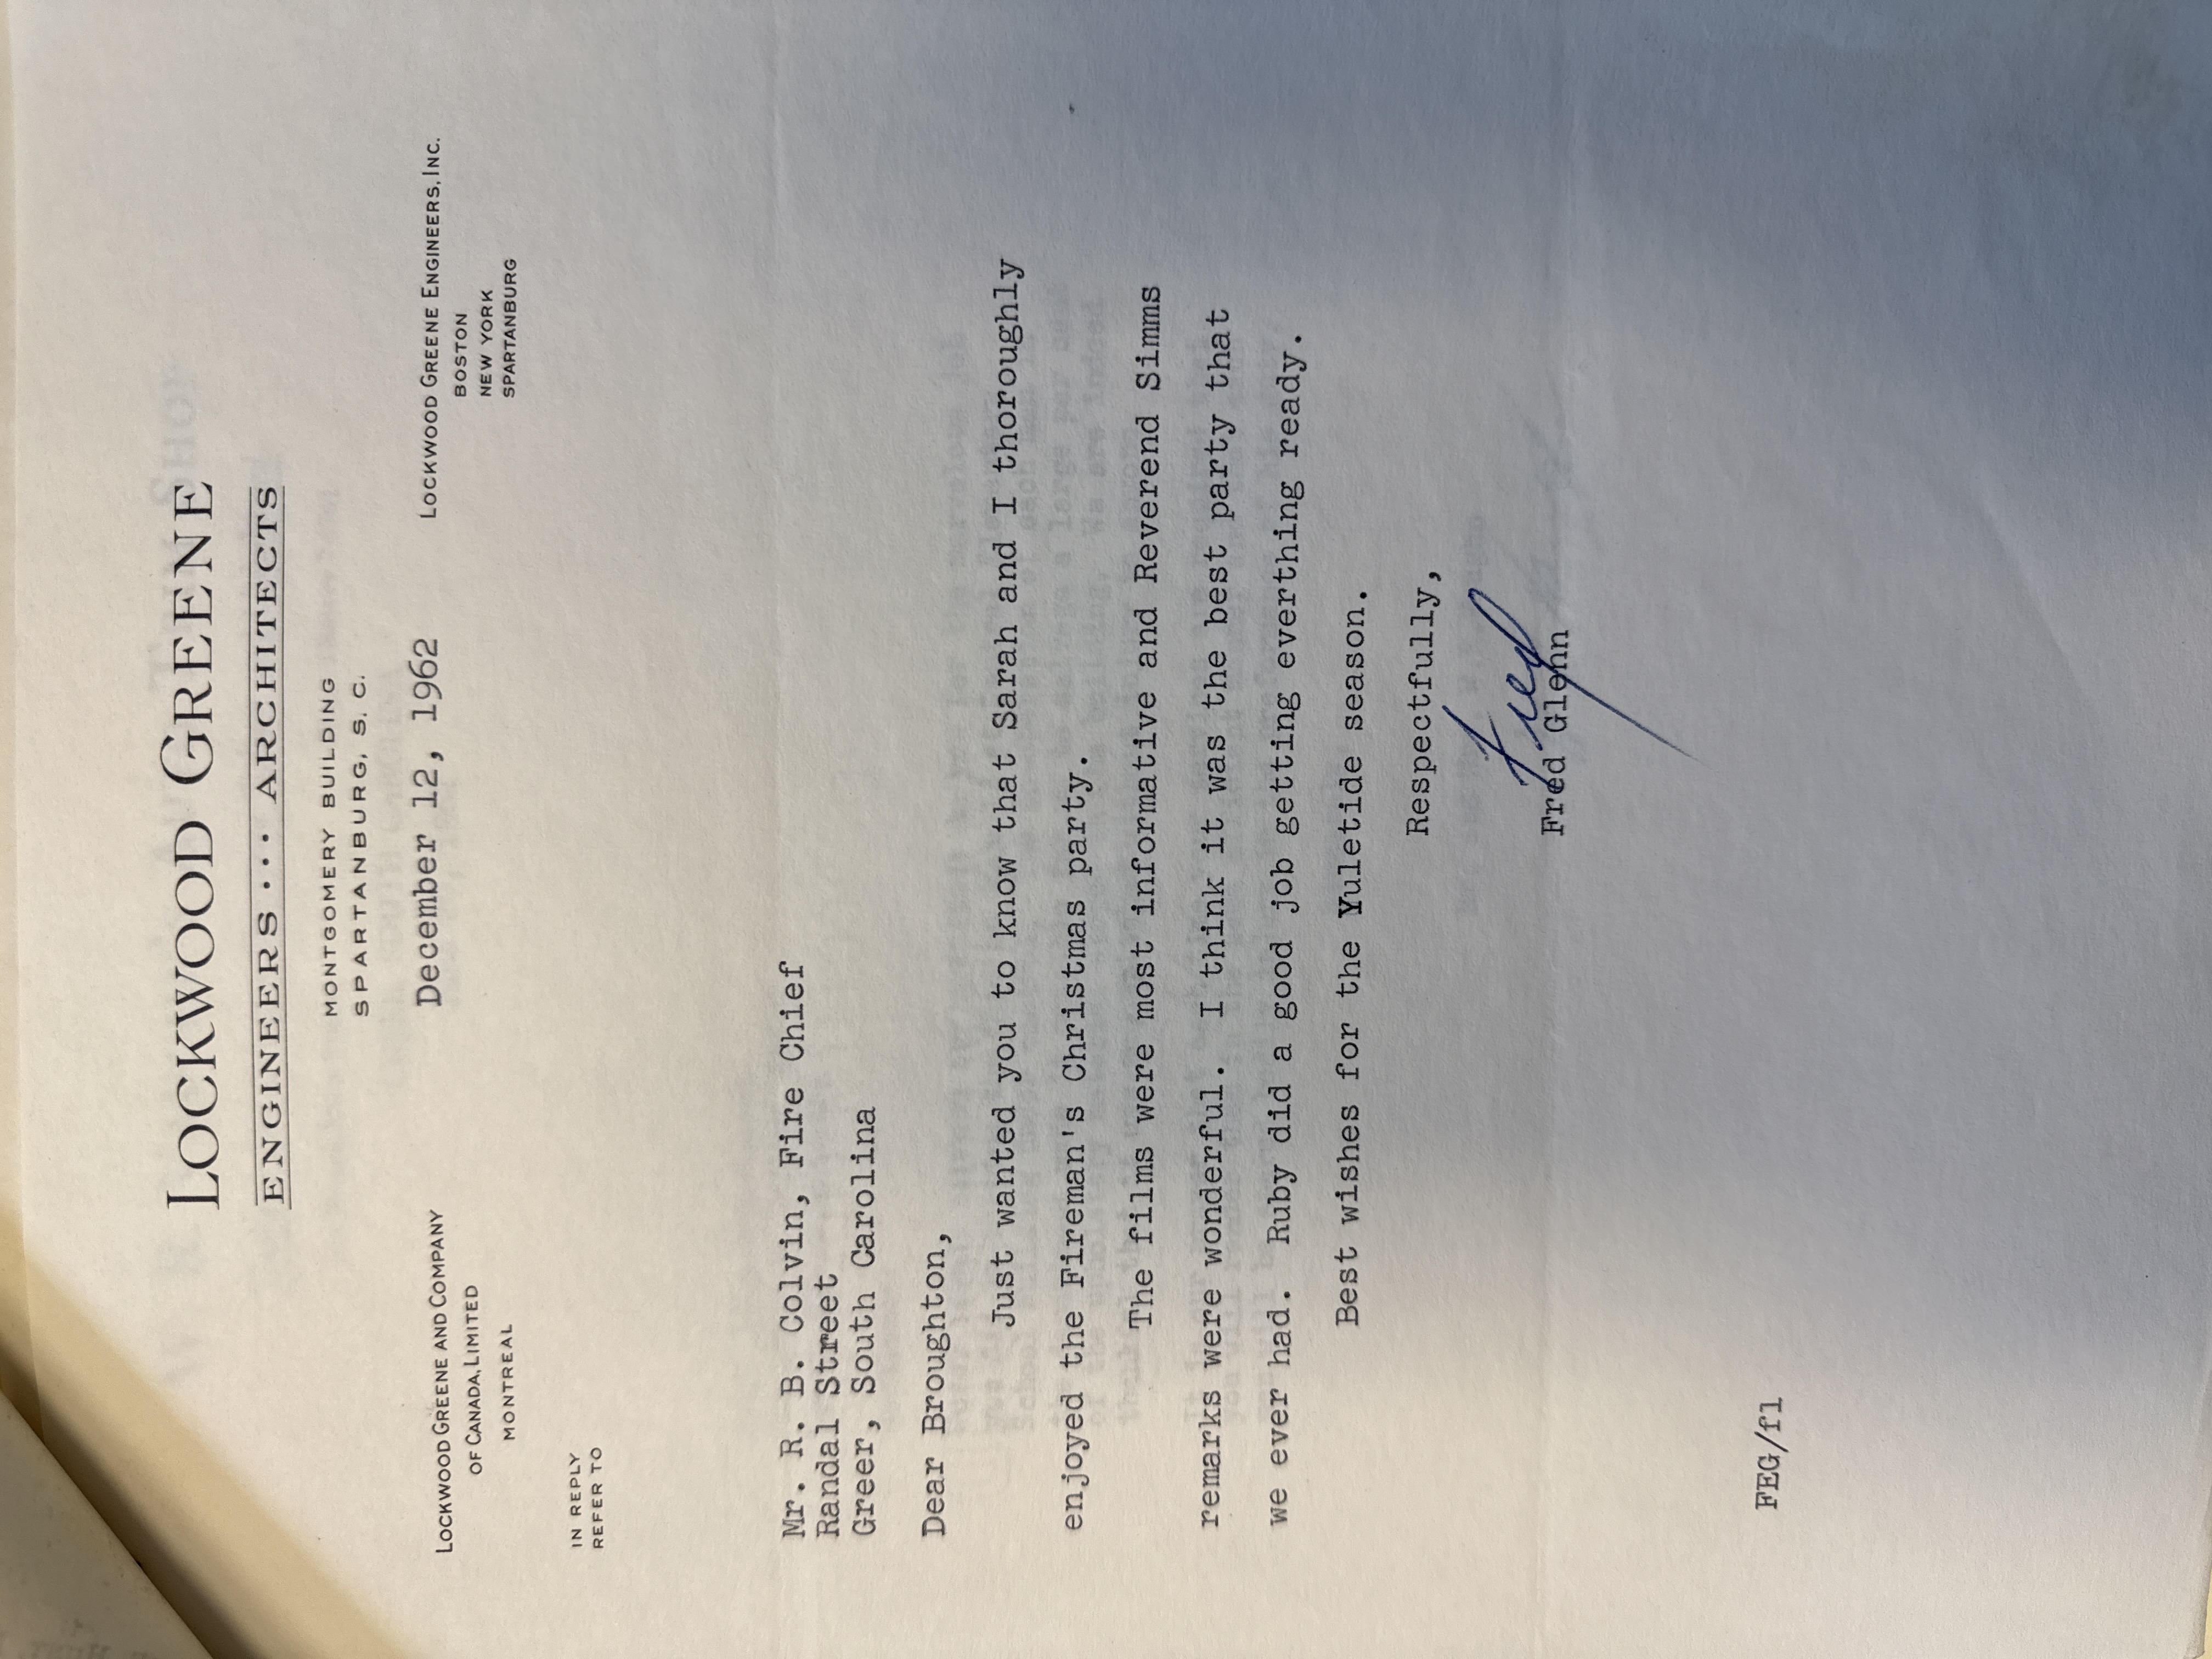 LOCKWOOD GREENE
ENGINEERS ... ARCHITECTS
MONTGOMERY BUILDING
SPARTANBURG, S. C.
LOCKWOOD GREENE AND COMPANY
OF CANADA, LIMITED
MONTREAL
December 12, 1962
LOCKWOOD GREENE ENGINEERS, INC.
BOSTON
NEW YORK
SPARTANBURG
IN REPLY
REFER TO
Mr. R. B. Colvin, Fire Chief
Randal Street
Greer, South Carolina
Dear Broughton,
Just wanted you to know that Sarah and I thoroughly
enjoyed the Fireman's Christmas party.
The films were most informative and Reverend Simms
remarks were wonderful. I think it was the best party that
we ever had. Ruby did a good job getting everthing ready.
Best wishes for the Yuletide season.
Respectfully,
Fred
Fred Glenn
FEG/fl